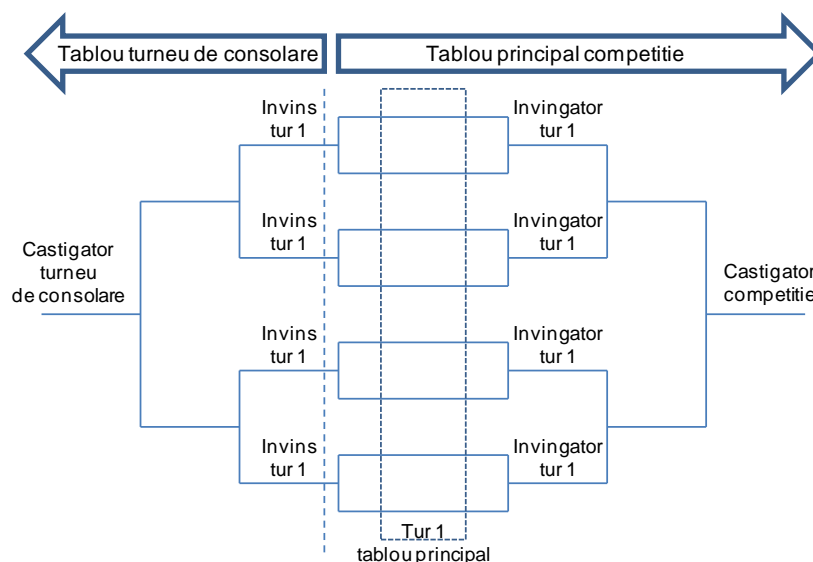 Tablou turneu de consolare
Tablou principal competitie
Invins
tur 1
Invingator
tur 1
Invins
tur 1
Invingator
tur 1
Castigator
turneu
de consolare
Castigator
competitie
Invins
tur 1
Invingator
tur 1
Invins
tur 1
Invingator
tur 1
Tur 1
tablou principal